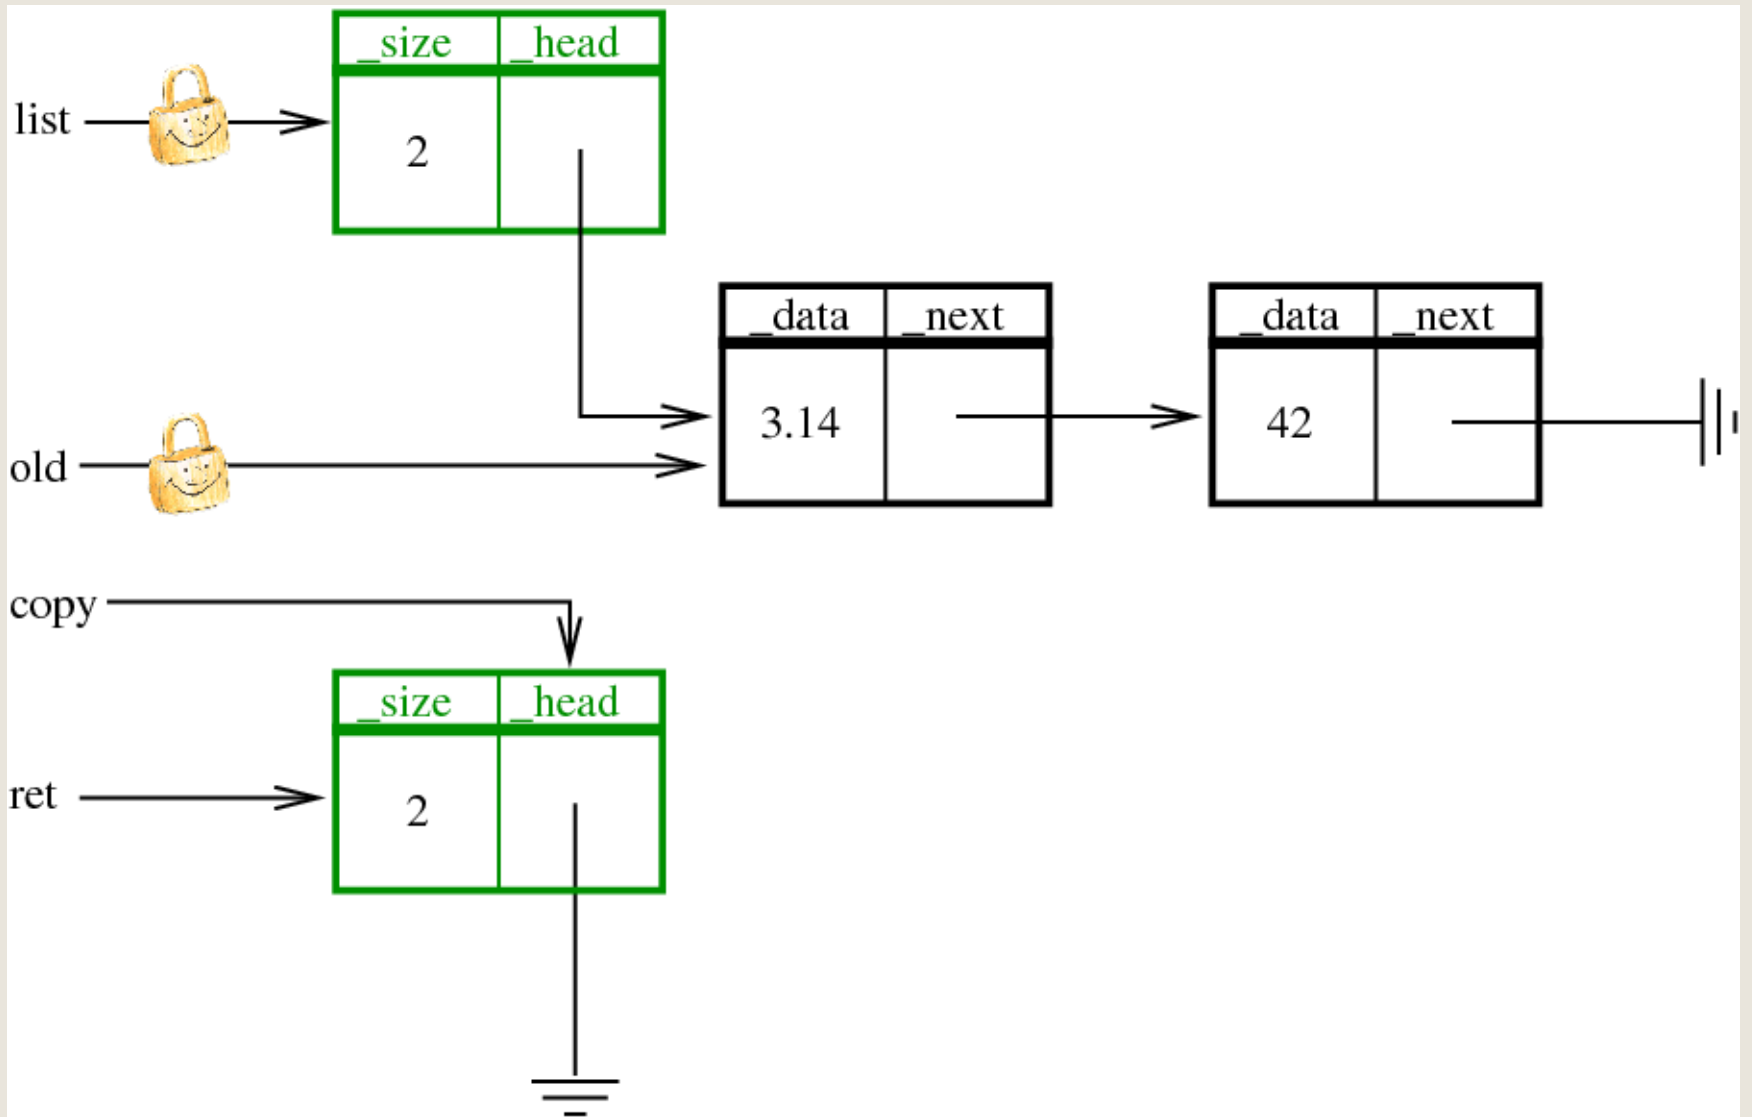 _size _head
list
2
_data _next
_data _next
3.14
42
old
copy
_size _head
ret
2